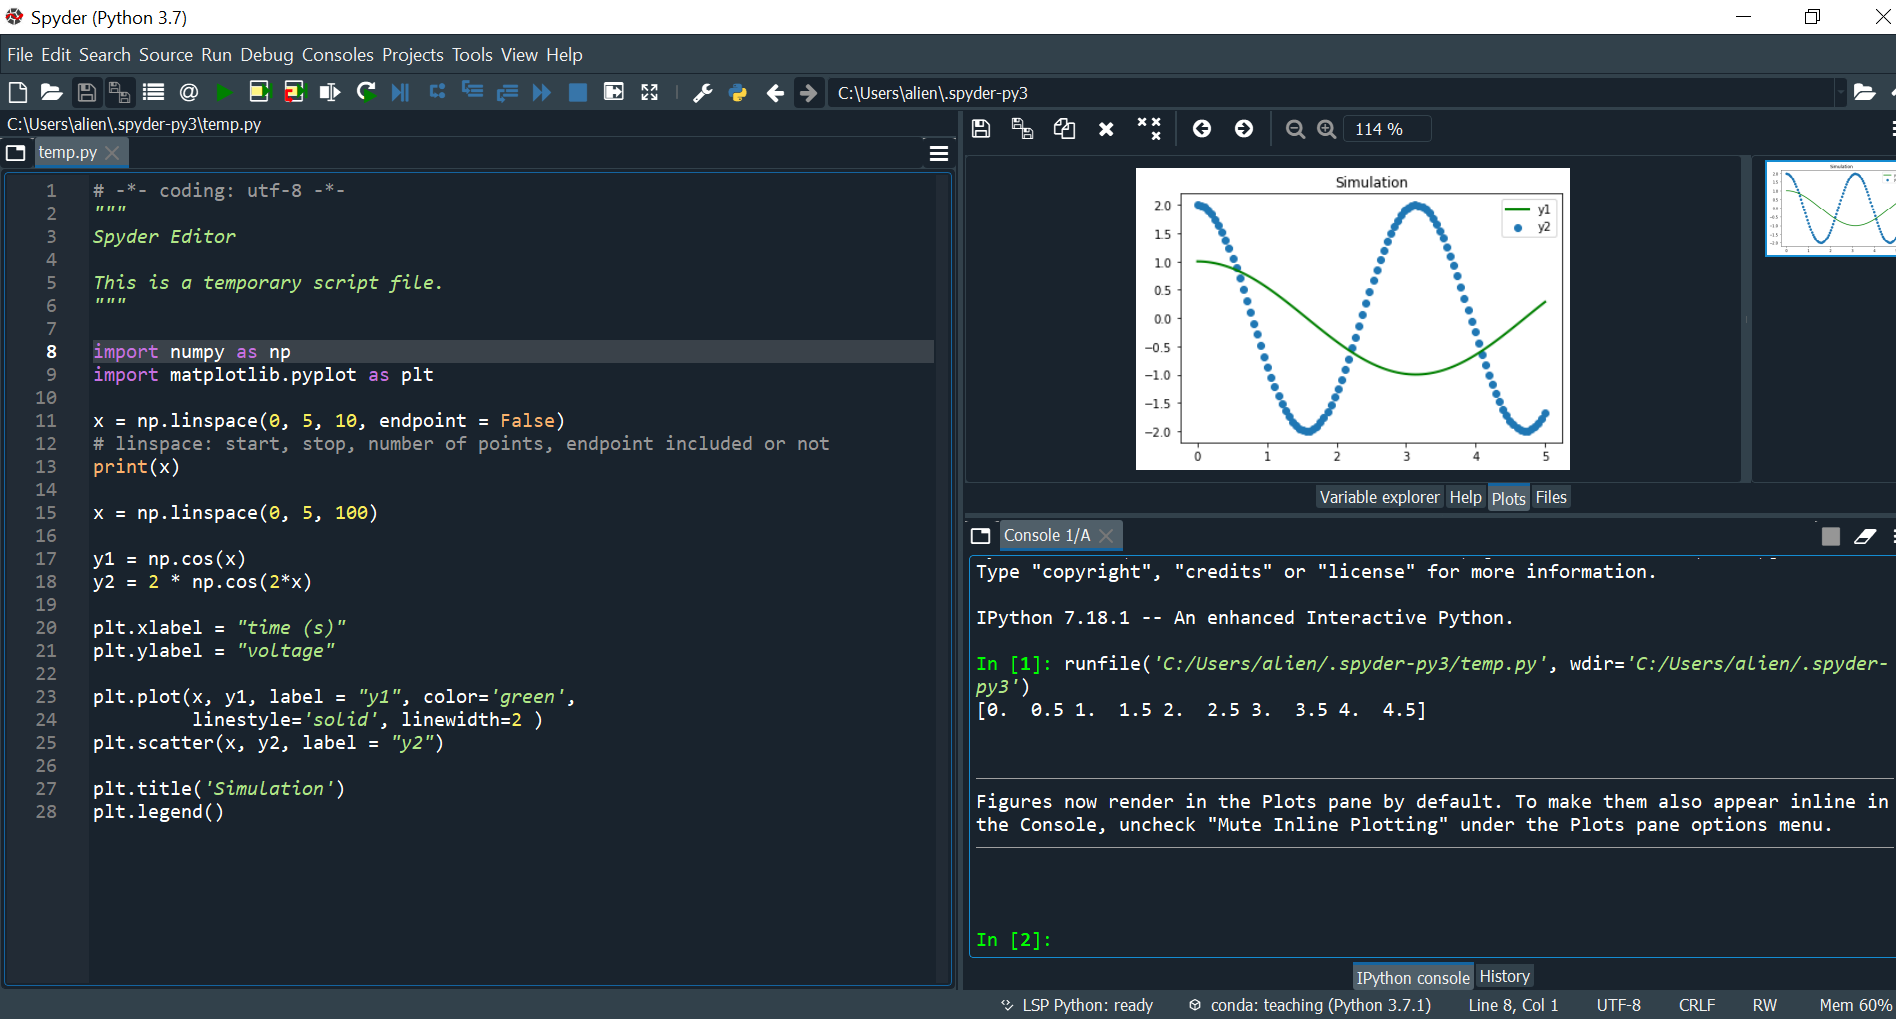 Spyder (Python 3.7)
File Edit Search Source Run Debug Consoles Projects Tools View Help
C:\Users\alien\.spyder-py3
C:\Users\alien\.spyder-py3\temp.py
temp.py
1 # -*- coding: utf-8 -*-
2 """
3 Spyder Editor
4
5 This is a temporary script file.
6 """
7
8 import numpy as np
9 import matplotlib.pyplot as plt
10
11 x = np.linspace(0, 5, 10, endpoint = False)
12 # linspace: start, stop, number of points, endpoint included or not
13 print(x)
14
15 x = np.linspace(0, 5, 100)
16
17 y1 = np.cos(x)
18 y2 = 2 * np.cos(2*x)
19
20 plt.xlabel = "time (s)"
21 plt.ylabel = "voltage"
22
23 plt.plot(x, y1, label = "y1", color='green',
24 linestyle='solid', linewidth=2 )
25 plt.scatter(x, y2, label = "y2")
26
27 plt.title('Simulation')
28 plt.legend()
114 %
Simulation
2.0
1.5
1.0
0.5
0.0
−0.5
−1.0
−1.5
−2.0
0 1 2 3 4 5
y1
y2
Variable explorer Help Plots Files
Console 1/A
Type "copyright", "credits" or "license" for more information.
IPython 7.18.1 -- An enhanced Interactive Python.
In [1]: runfile('C:/Users/alien/.spyder-py3/temp.py', wdir='C:/Users/alien/.spyder-
py3')
[0.  0.5 1.  1.5 2.  2.5 3.  3.5 4.  4.5]
Figures now render in the Plots pane by default. To make them also appear inline in
the Console, uncheck "Mute Inline Plotting" under the Plots pane options menu.
In [2]:
IPython console History
LSP Python: ready conda: teaching (Python 3.7.1) Line 8, Col 1 UTF-8 CRLF RW Mem 60%